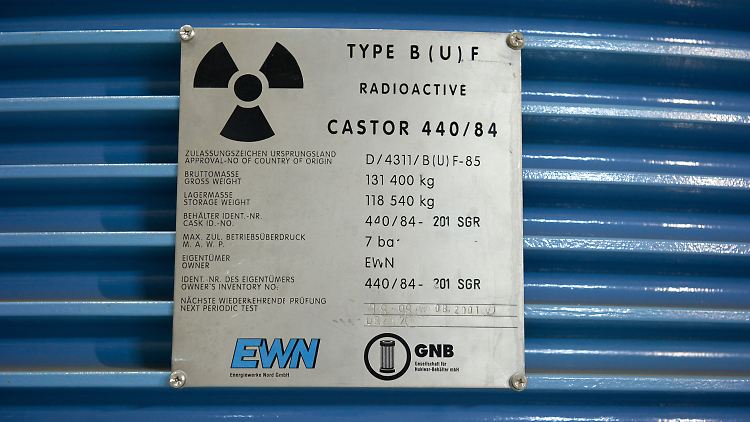 TYPE B(U)F
RADIOACTIVE
CASTOR 440/84
ZULASSUNGSZEICHEN URSPRUNGSLAND
APPROVAL-NO OF COUNTRY OF ORIGIN
D/4311/B(U)F-85
BRUTTOMASSE
GROSS WEIGHT
131 400 kg
LAGERMASSE
STORAGE WEIGHT
118 540 kg
BEHÄLTER IDENT.-NR.
CASK ID.-NO.
440/84- 201 SGR
MAX. ZUL. BETRIEBSÜBERDRUCK
M. A. W. P.
7 bar
EIGENTÜMER
OWNER
EWN
IDENT.-NR. DES EIGENTÜMERS
OWNER'S INVENTORY NO:
440/84- 201 SGR
NÄCHSTE WIEDERKEHRENDE PRÜFUNG
NEXT PERIODIC TEST
08.2001
EWN
Energiewerke Nord GmbH
GNB
Gesellschaft für
Nuklear-Behälter mbH